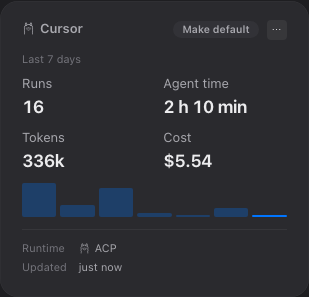 Cursor
Make default
...
Last 7 days
Runs
Agent time
16
2 h 10 min
Tokens
Cost
336k
$5.54
Runtime
ACP
Updated
just now